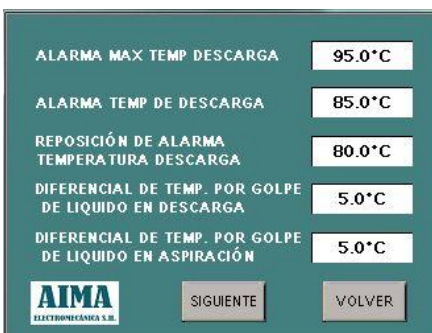 ALARMA MAX TEMP DESCARGA 95.0°C
ALARMA TEMP DE DESCARGA 85.0°C
REPOSICIÓN DE ALARMA
TEMPERATURA DESCARGA 80.0°C
DIFERENCIAL DE TEMP. POR GOLPE
DE LIQUIDO EN DESCARGA 5.0°C
DIFERENCIAL DE TEMP. POR GOLPE
DE LIQUIDO EN ASPIRACIÓN 5.0°C
AIMA
ELECTROMECÁNICA S.H.
SIGUIENTE
VOLVER